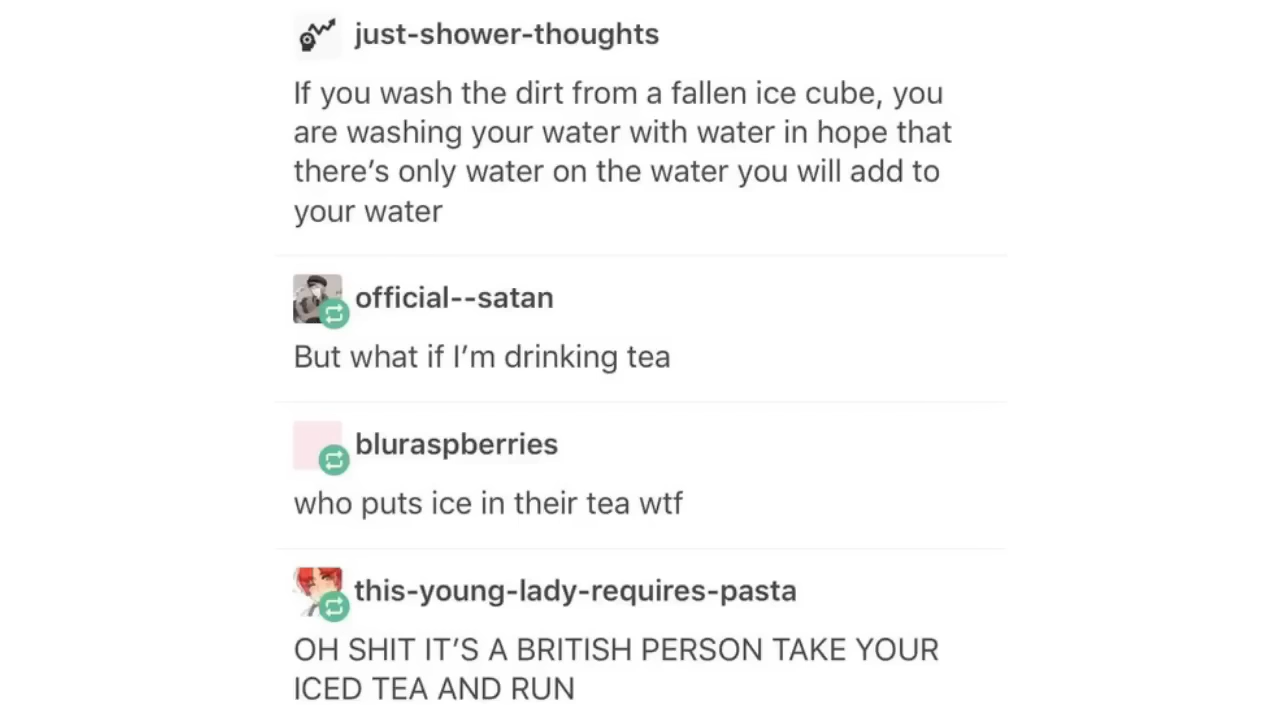 just-shower-thoughts
If you wash the dirt from a fallen ice cube, you
are washing your water with water in hope that
there’s only water on the water you will add to
your water
official--satan
But what if I’m drinking tea
bluraspberries
who puts ice in their tea wtf
this-young-lady-requires-pasta
OH SHIT IT’S A BRITISH PERSON TAKE YOUR
ICED TEA AND RUN